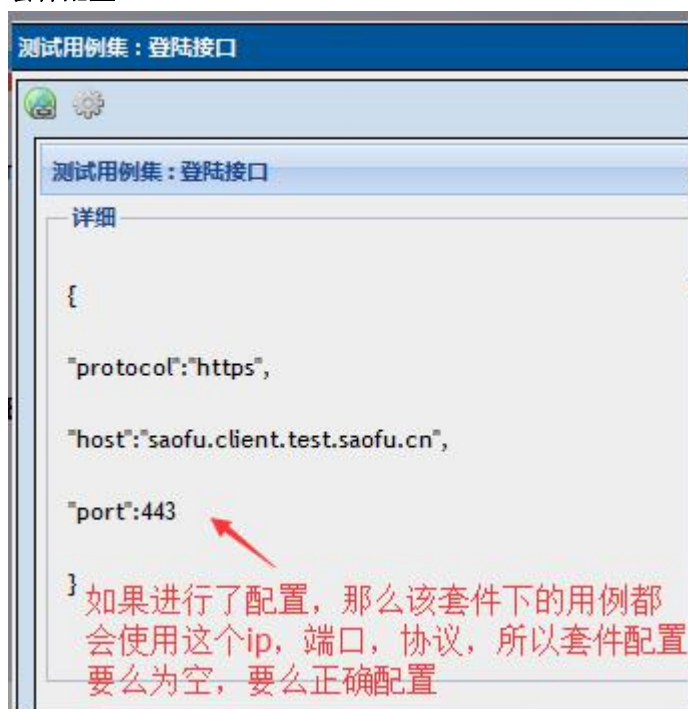 测试用例集 : 登陆接口
测试用例集 : 登陆接口
详细
{
"protocol":"https",
"host":"saofu.client.test.saofu.cn",
"port":443
}
如果进行了配置，那么该套件下的用例都
会使用这个ip，端口，协议，所以套件配置
要么为空，要么正确配置